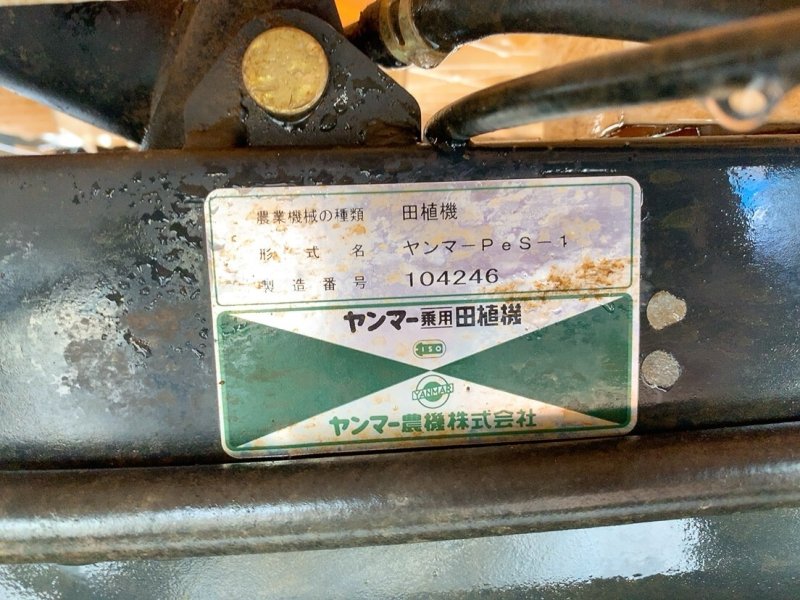 農業機械の種類 田植機
形式名 ヤンマーPeS-1
製造番号 104246
ヤンマー乗用田植機
ISO
YANMAR
ヤンマー農機株式会社